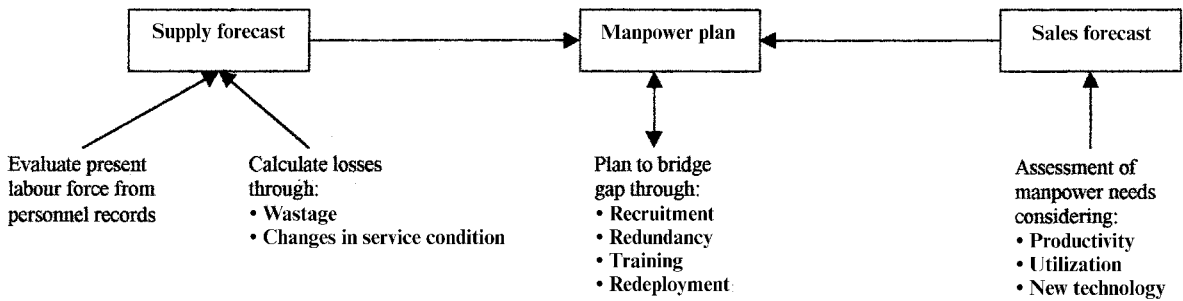 Supply forecast
Manpower plan
Sales forecast
Evaluate present
labour force from
personnel records
Calculate losses
through:
• Wastage
• Changes in service condition
Plan to bridge
gap through:
• Recruitment
• Redundancy
• Training
• Redeployment
Assessment of
manpower needs
considering:
• Productivity
• Utilization
• New technology